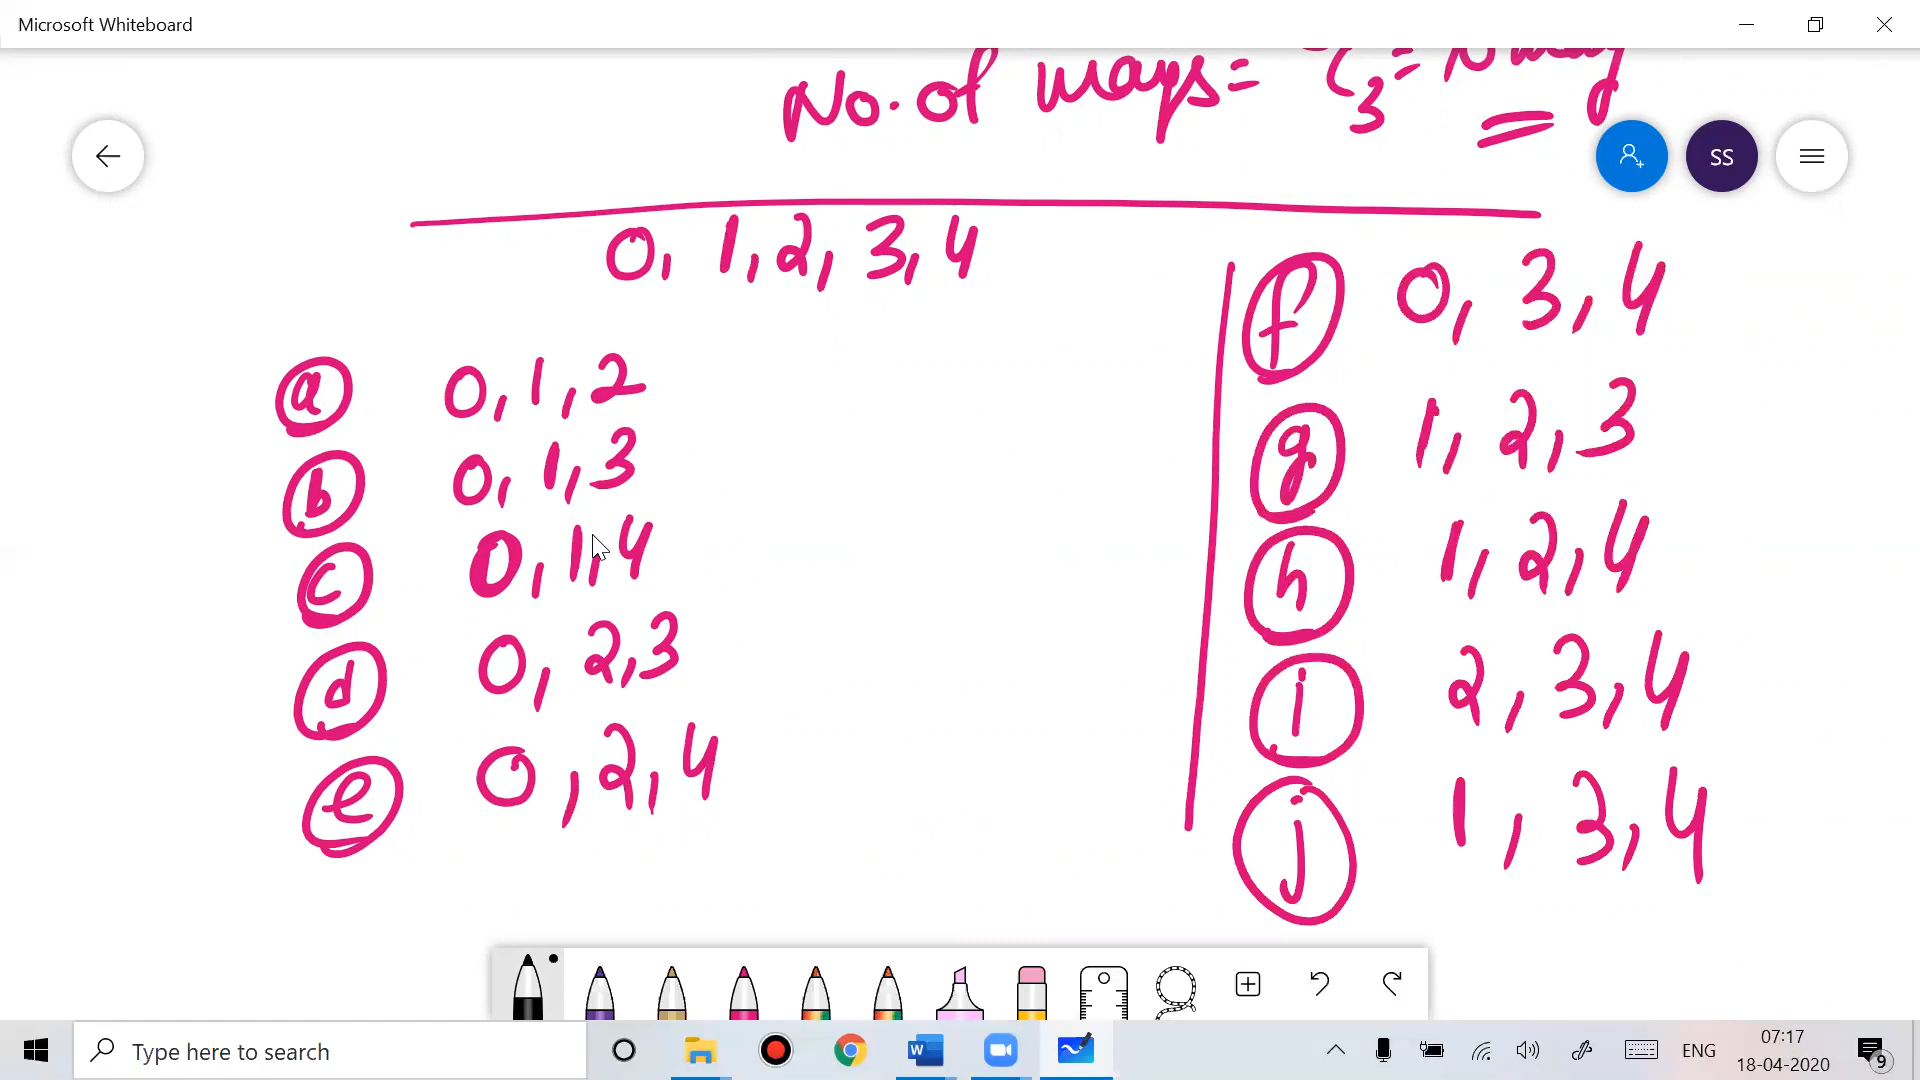 Microsoft Whiteboard
No. of ways = C3 =
SS
0, 1, 2, 3, 4
a 0, 1, 2
b 0, 1, 3
c 0, 1, 4
d 0, 2, 3
e 0, 2, 4
f 0, 3, 4
g 1, 2, 3
h 1, 2, 4
i 2, 3, 4
j 1, 3, 4
Type here to search
W
ENG
07:17
18-04-2020
9